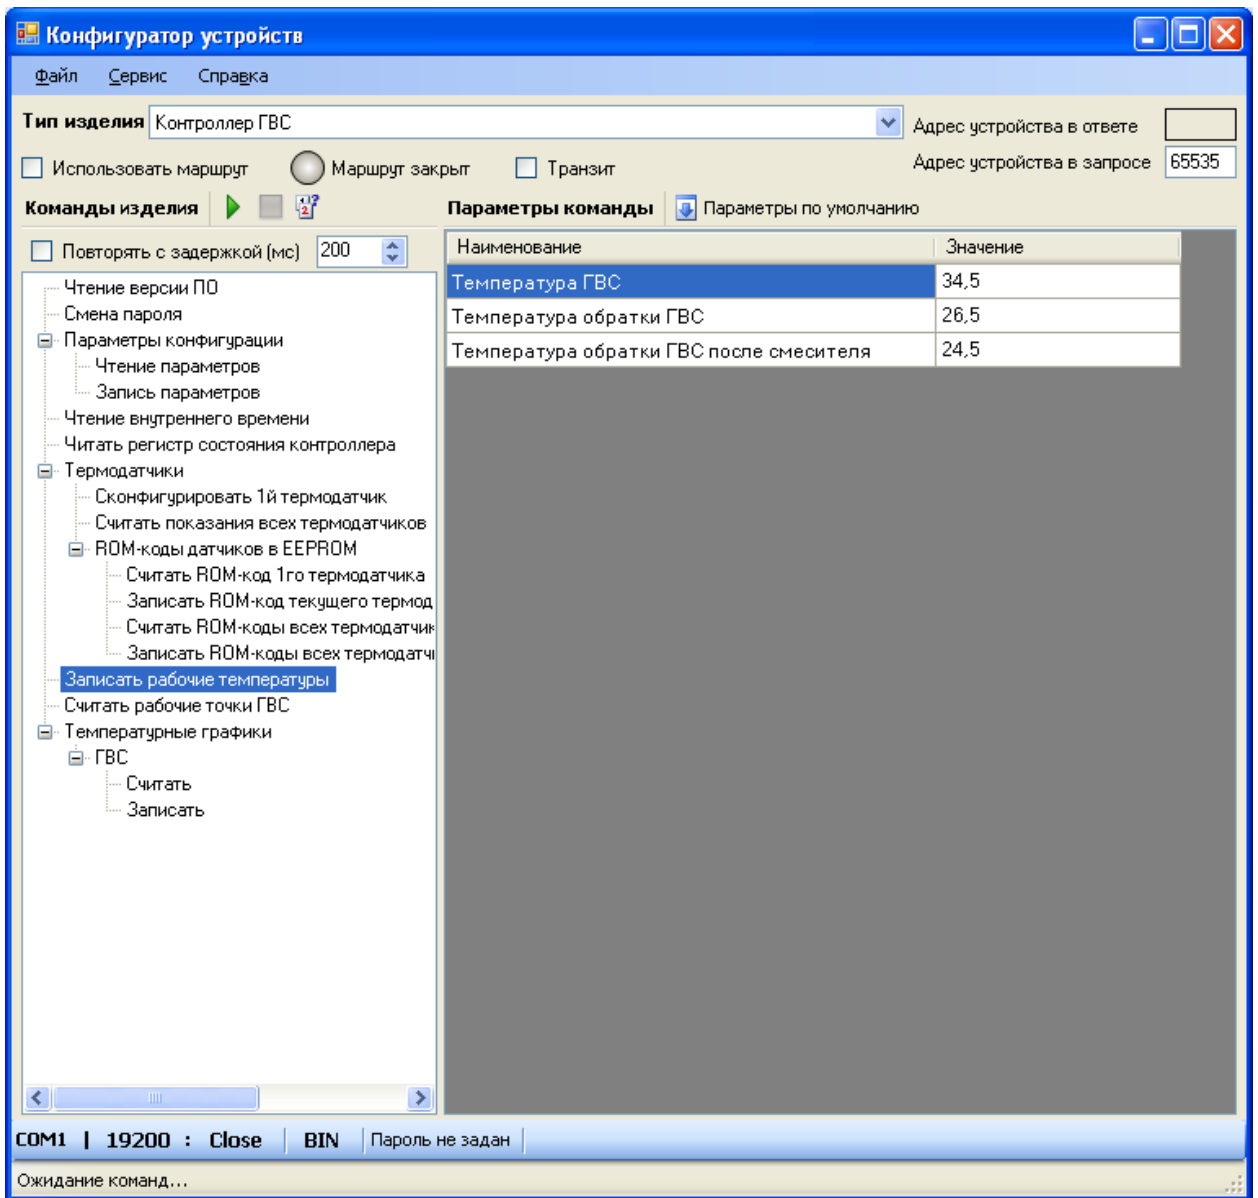 Конфигуратор устройств
Файл Сервис Справка
Тип изделия Контроллер ГВС
Адрес устройства в ответе
Использовать маршрут Маршрут закрыт Транзит
Адрес устройства в запросе 65535
Команды изделия
Параметры команды Параметры по умолчанию
Повторять с задержкой (мс) 200
Наименование Значение
Температура ГВС 34,5
Температура обратки ГВС 26,5
Температура обратки ГВС после смесителя 24,5
Чтение версии ПО
Смена пароля
Параметры конфигурации
Чтение параметров
Запись параметров
Чтение внутреннего времени
Читать регистр состояния контроллера
Термодатчики
Сконфигурировать 1й термодатчик
Считать показания всех термодатчиков
ROM-коды датчиков в EEPROM
Считать ROM-код 1го термодатчика
Записать ROM-код текущего термод
Считать ROM-коды всех термодатчик
Записать ROM-коды всех термодатч
Записать рабочие температуры
Считать рабочие точки ГВС
Температурные графики
ГВС
Считать
Записать
COM1 | 19200 : Close BIN Пароль не задан
Ожидание команд...